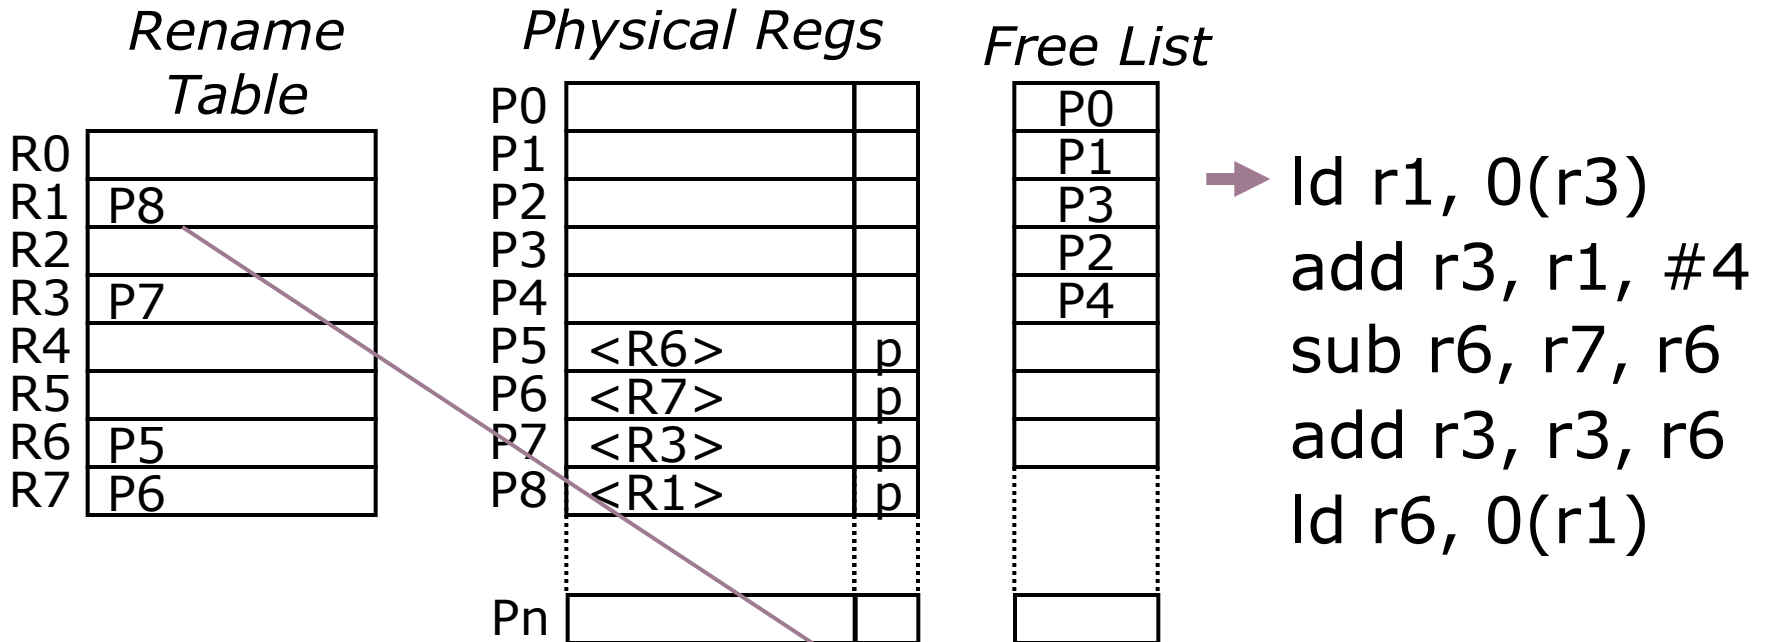 Rename
Table
R0
R1 P8
R2
R3 P7
R4
R5
R6 P5
R7 P6
Physical Regs
P0
P1
P2
P3
P4
P5 <R6> p
P6 <R7> p
P7 <R3> p
P8 <R1> p
Pn
Free List
P0
P1
P3
P2
P4
ld r1, 0(r3)
add r3, r1, #4
sub r6, r7, r6
add r3, r3, r6
ld r6, 0(r1)